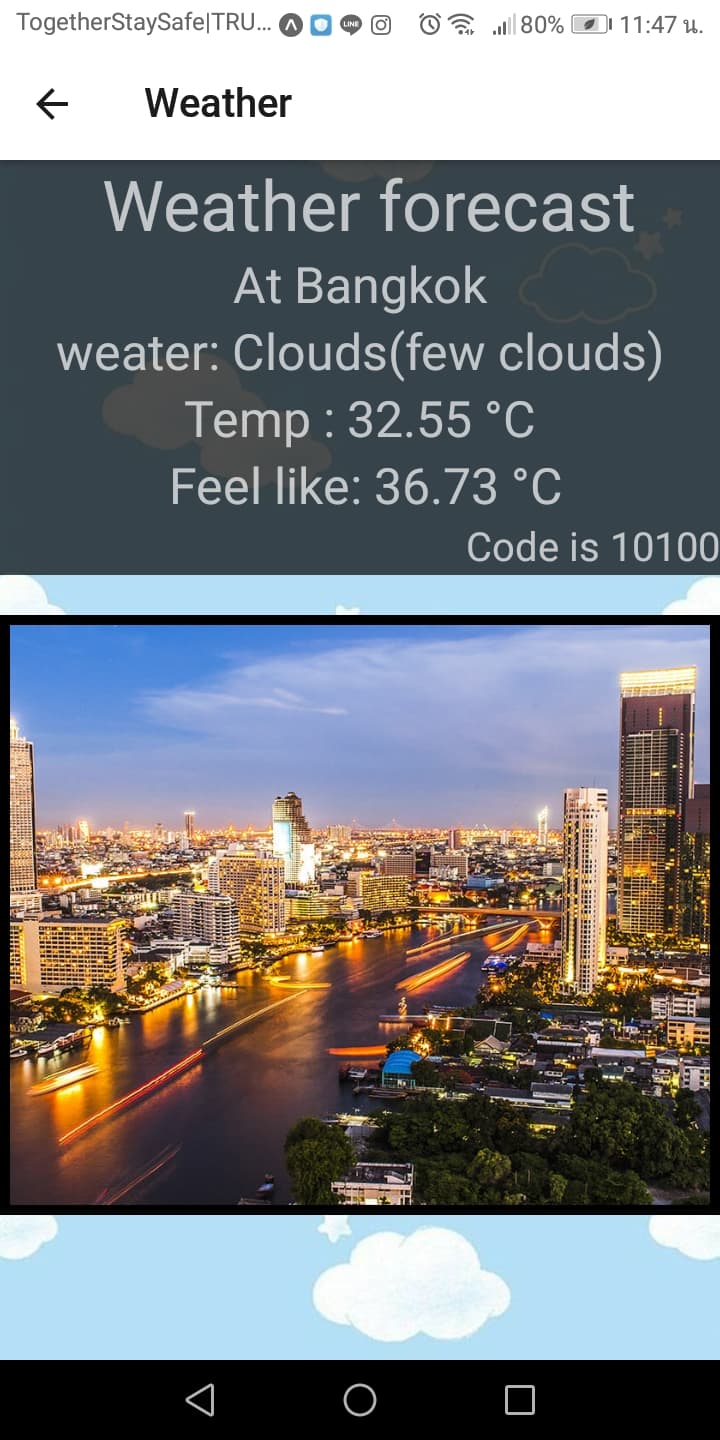 TogetherStaySafe|TRU... LINE 80% 11:47 น.
Weather
Weather forecast
At Bangkok
weater: Clouds(few clouds)
Temp : 32.55 °C
Feel like: 36.73 °C
Code is 10100